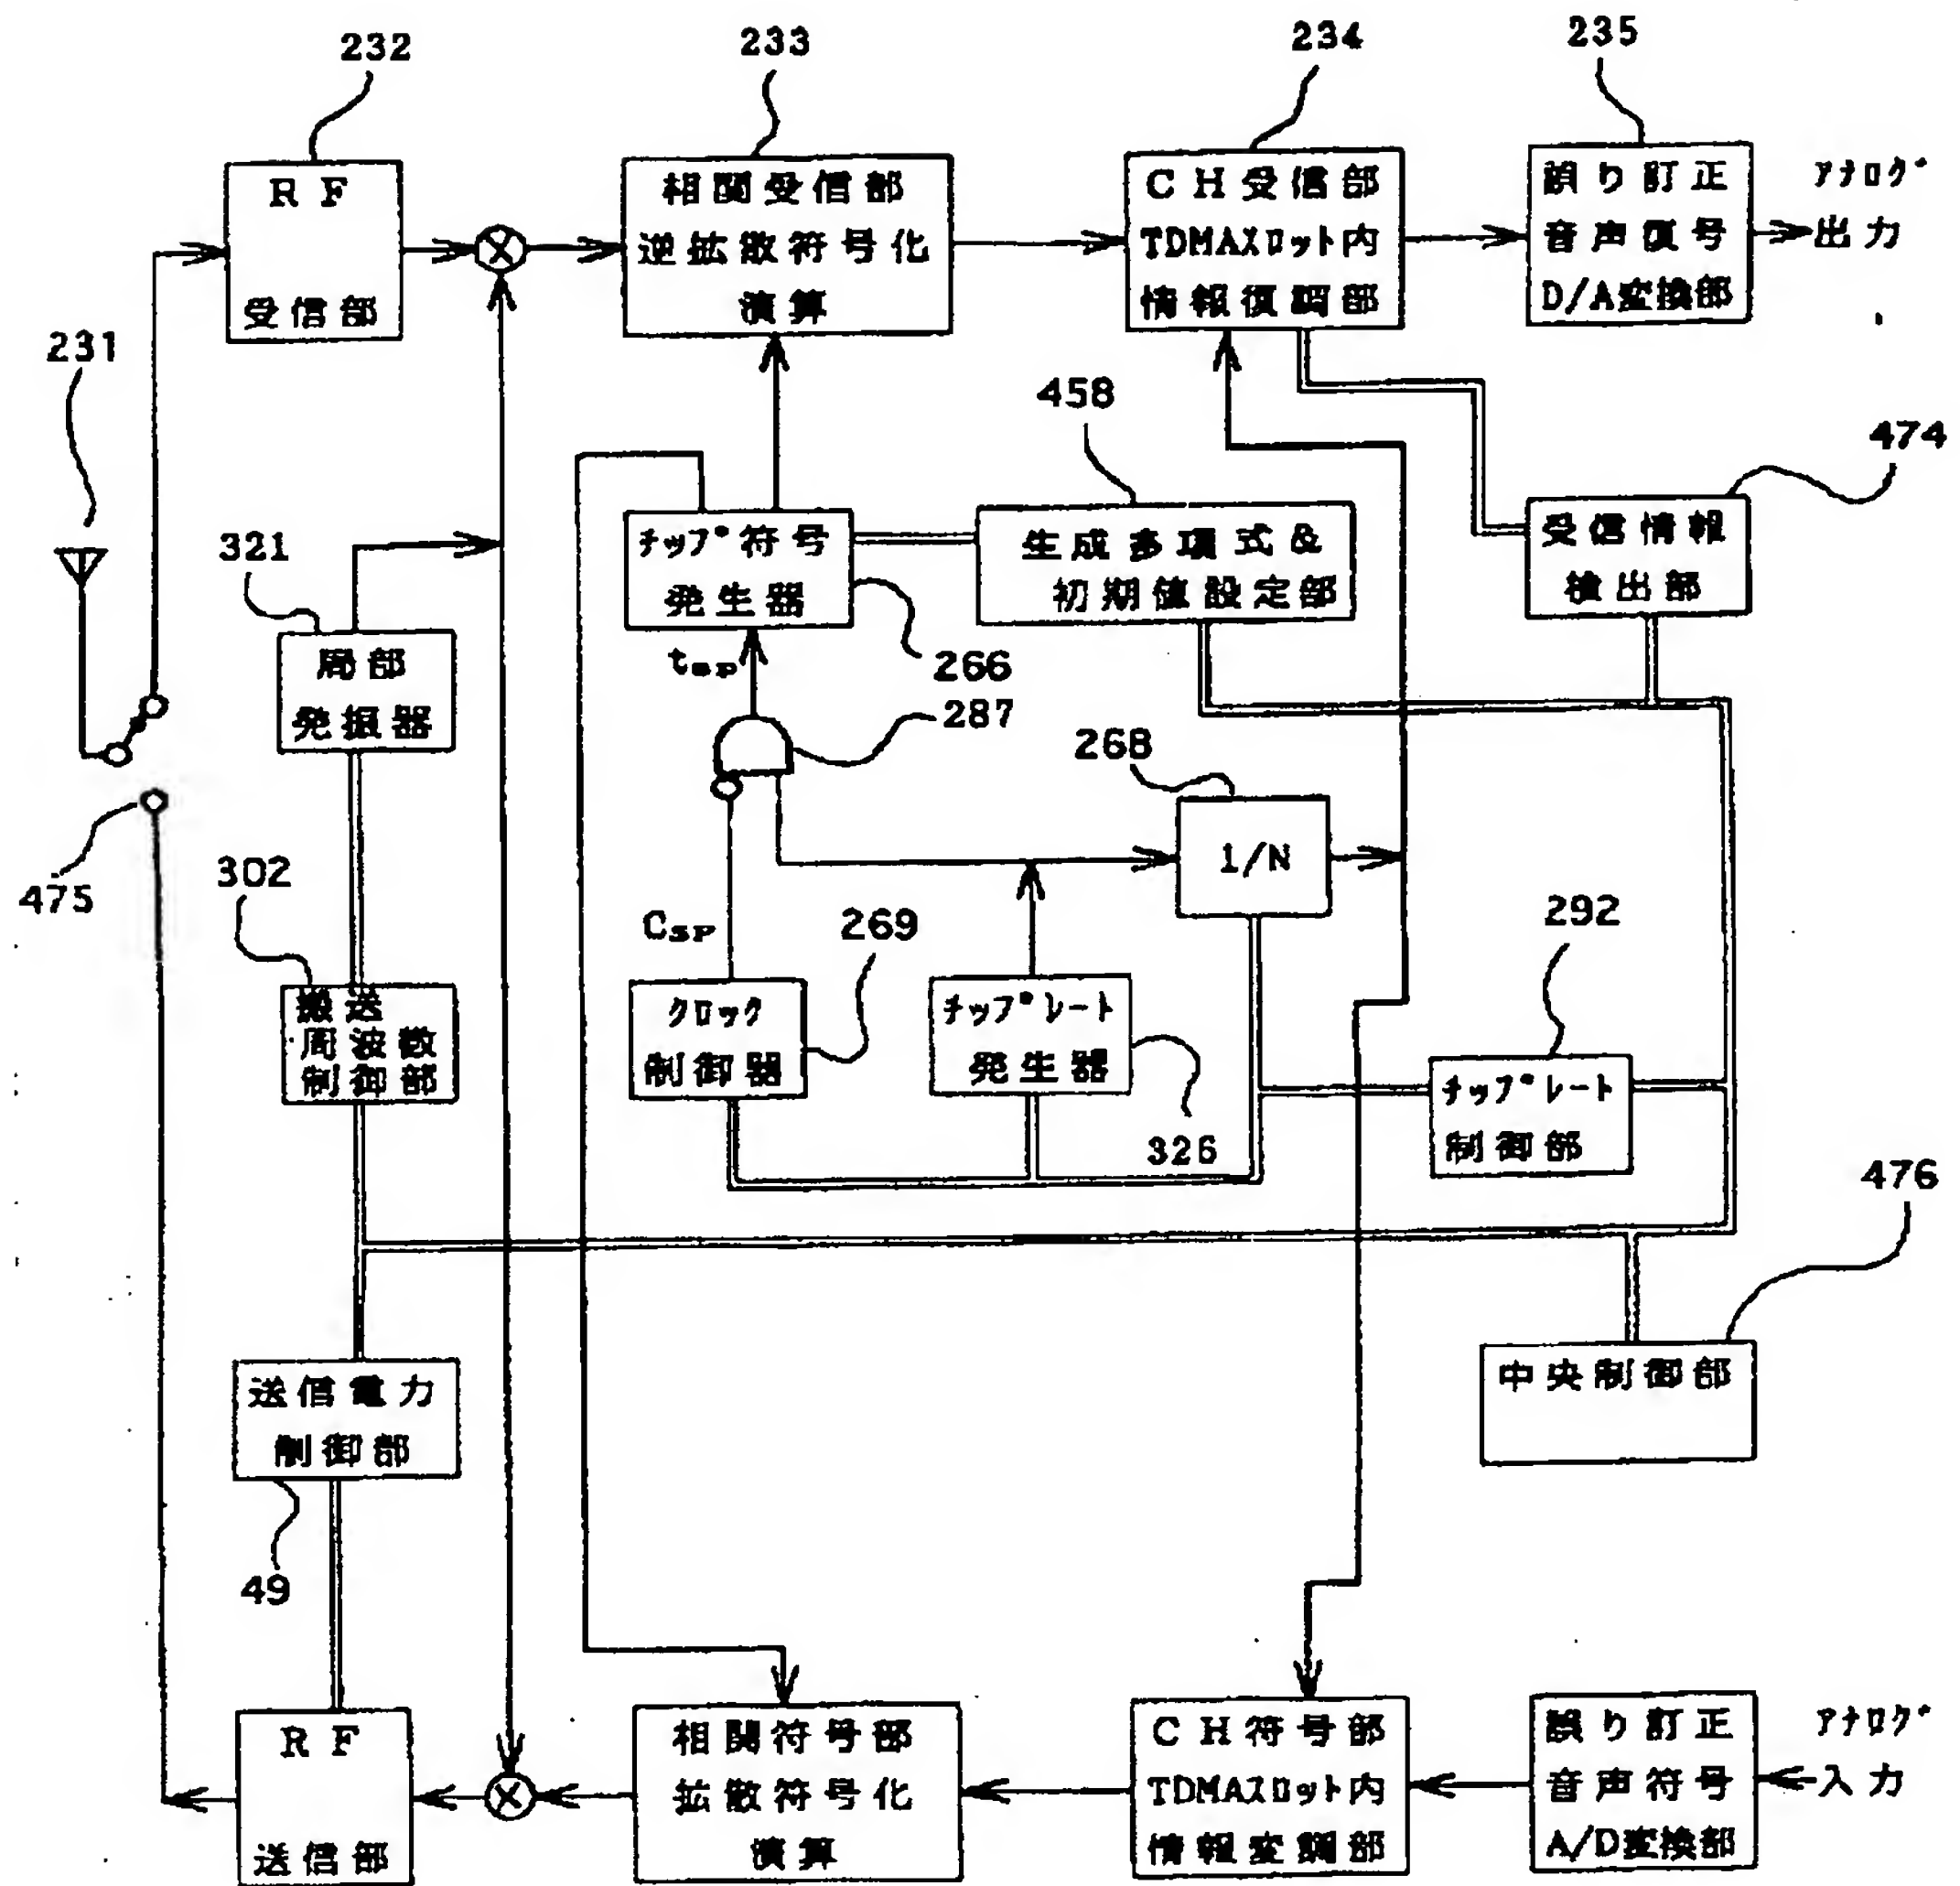 232
233
234
235
RF
受信部
相関受信部
逆拡散符号化
演算
CH受信部
TDMAスロット内
情報復調部
誤り訂正
音声復号
D/A変換部
アナログ
出力
231
458
474
チップ符号
発生器
生成多項式&
初期値設定部
受信情報
検出部
321
局部
発振器
266
287
268
475
1/N
302
CSP
269
292
搬送
周波数
制御部
クロック
制御器
チップレート
発生器
326
チップレート
制御部
476
送信電力
制御部
中央制御部
49
RF
送信部
相関符号部
拡散符号化
演算
CH符号部
TDMAスロット内
情報変調部
誤り訂正
音声符号
A/D変換部
アナログ
入力